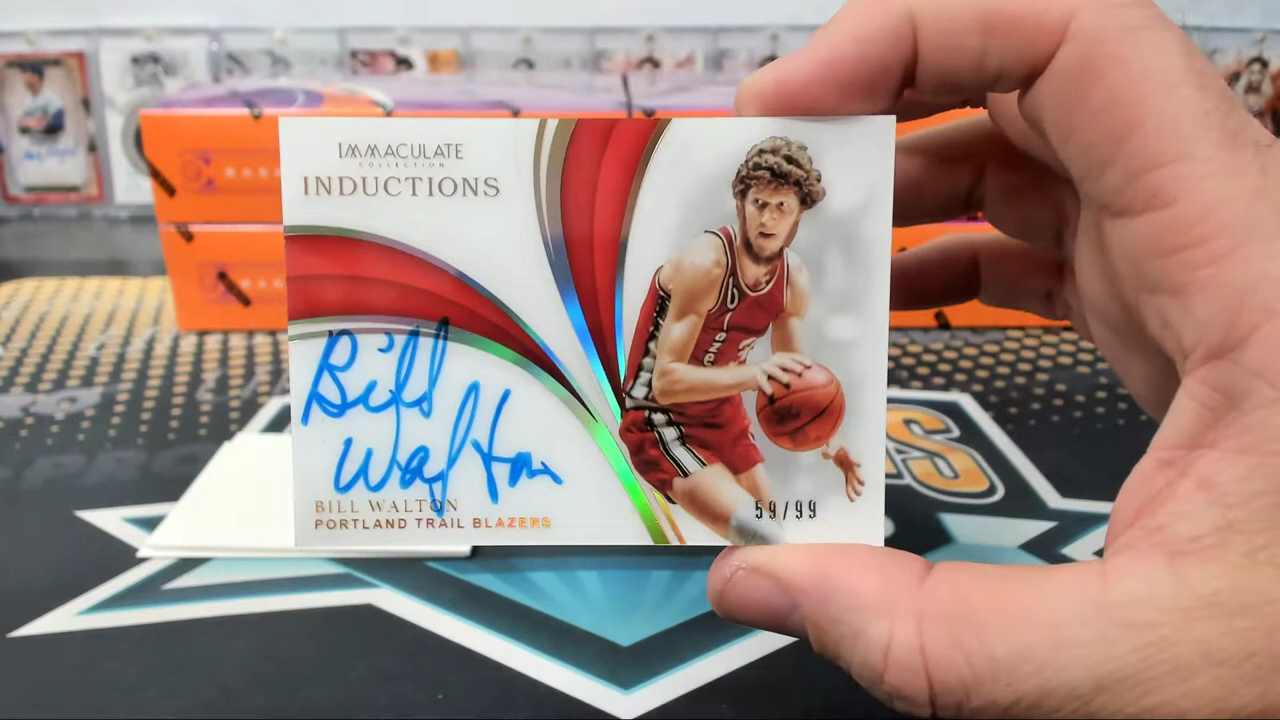 IMMACULATE
COLLECTION
INDUCTIONS
Bill
Walton
BILL WALTON
PORTLAND TRAIL BLAZERS
59/99